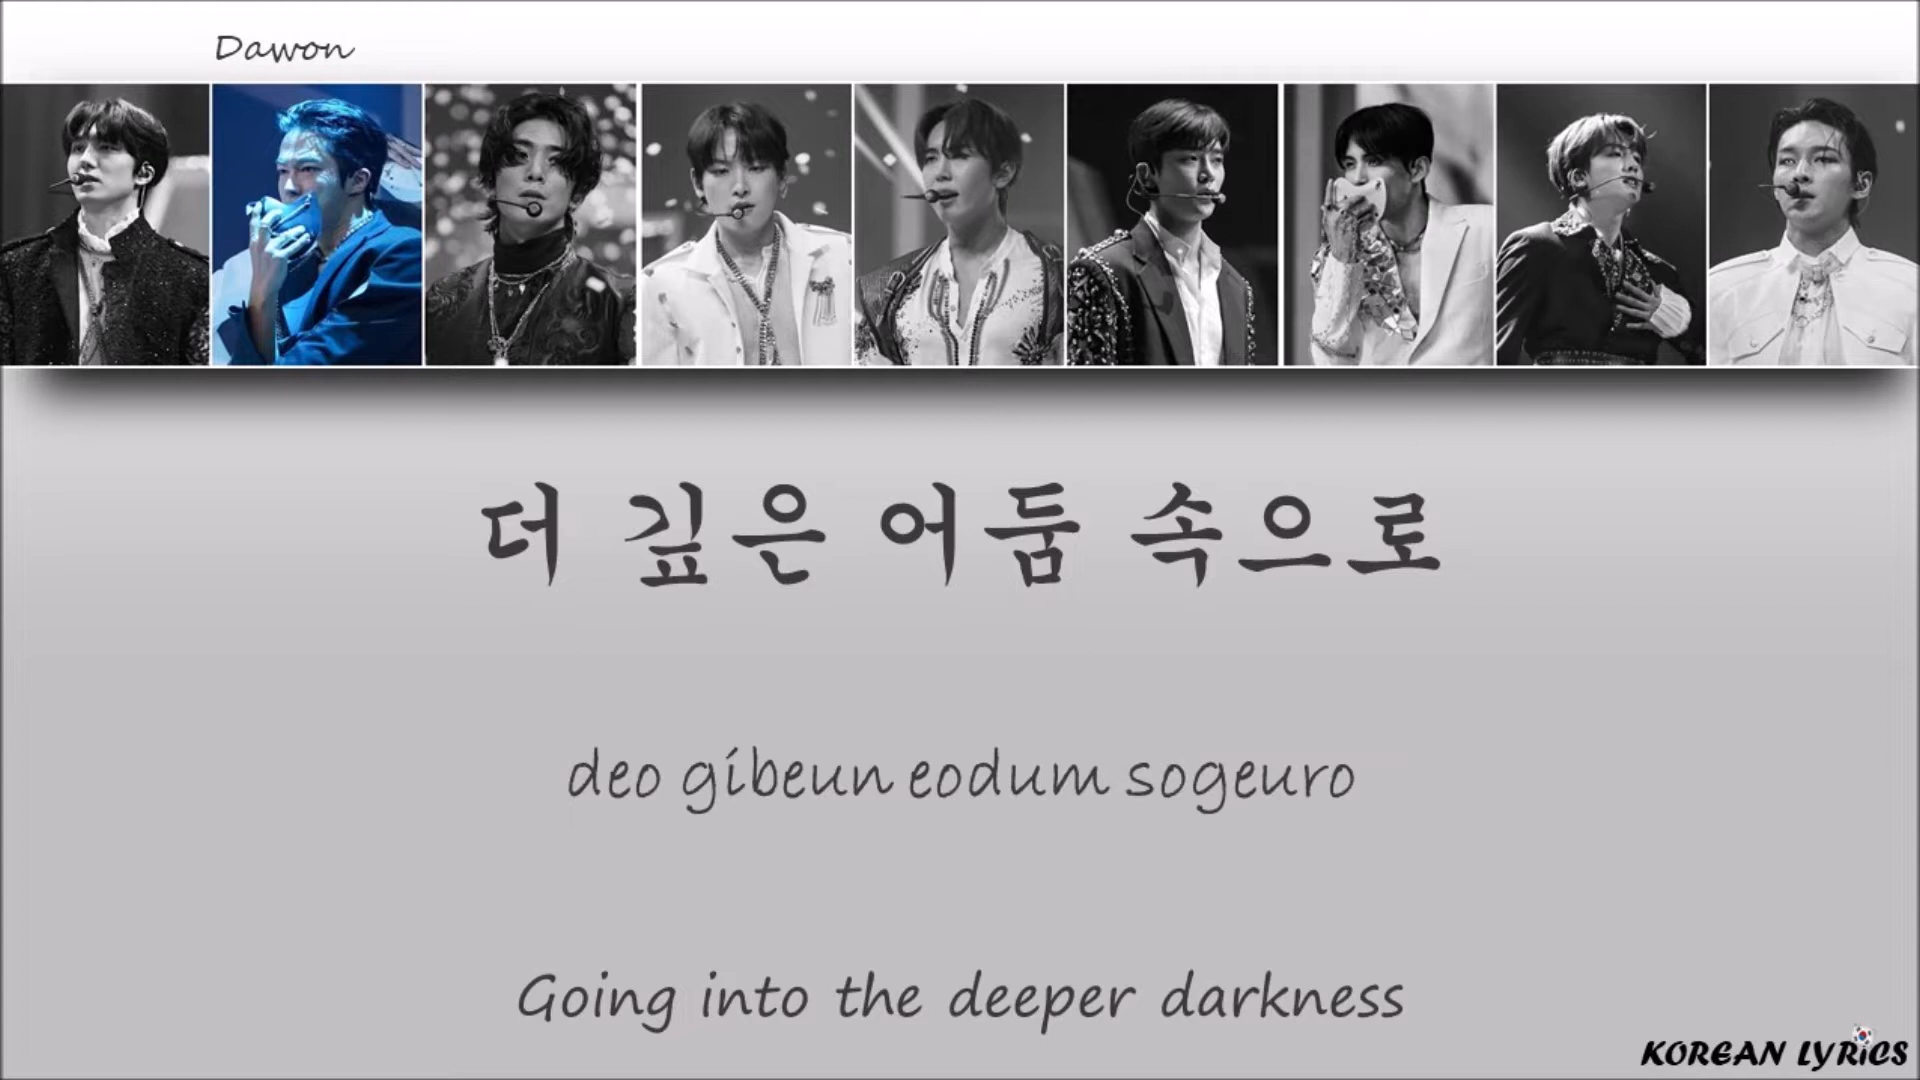 Dawon
더 깊은 어둠 속으로
deo gibeun eodum sogeuro
Going into the deeper darkness
KOREAN LYRICS